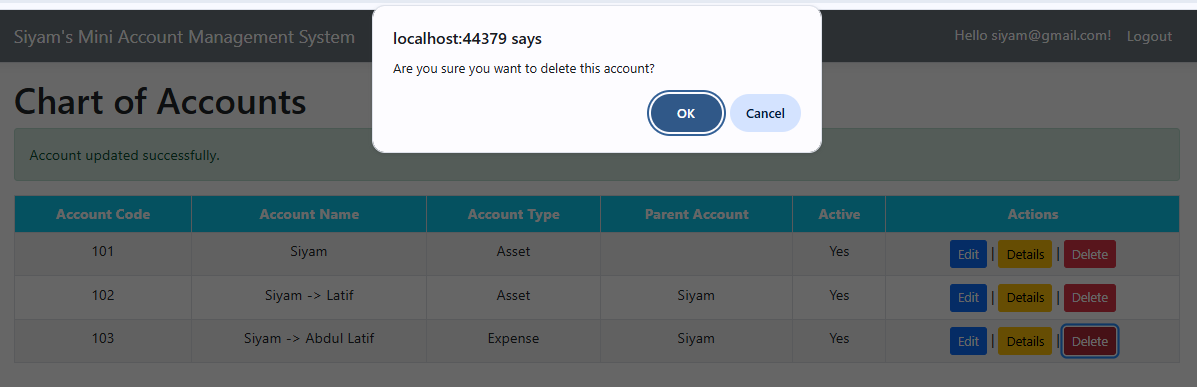 Siyam's Mini Account Management System
Hello siyam@gmail.com! Logout
localhost:44379 says
Are you sure you want to delete this account?
OK Cancel
Chart of Accounts
Account updated successfully.
Account Code Account Name Account Type Parent Account Active Actions
101 Siyam Asset Yes Edit | Details | Delete
102 Siyam -> Latif Asset Siyam Yes Edit | Details | Delete
103 Siyam -> Abdul Latif Expense Siyam Yes Edit | Details | Delete